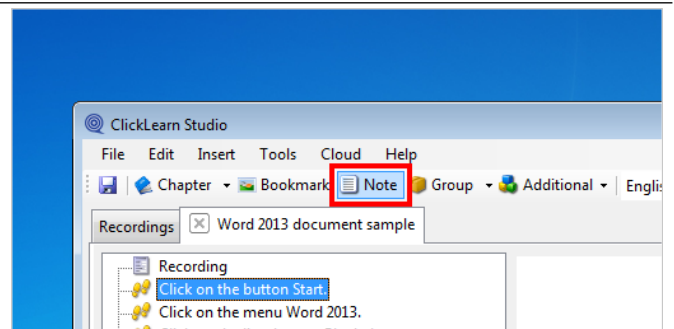 ClickLearn Studio
File Edit Insert Tools Cloud Help
Chapter Bookmark Note Group Additional Englis
Recordings Word 2013 document sample
Recording
Click on the button Start.
Click on the menu Word 2013.